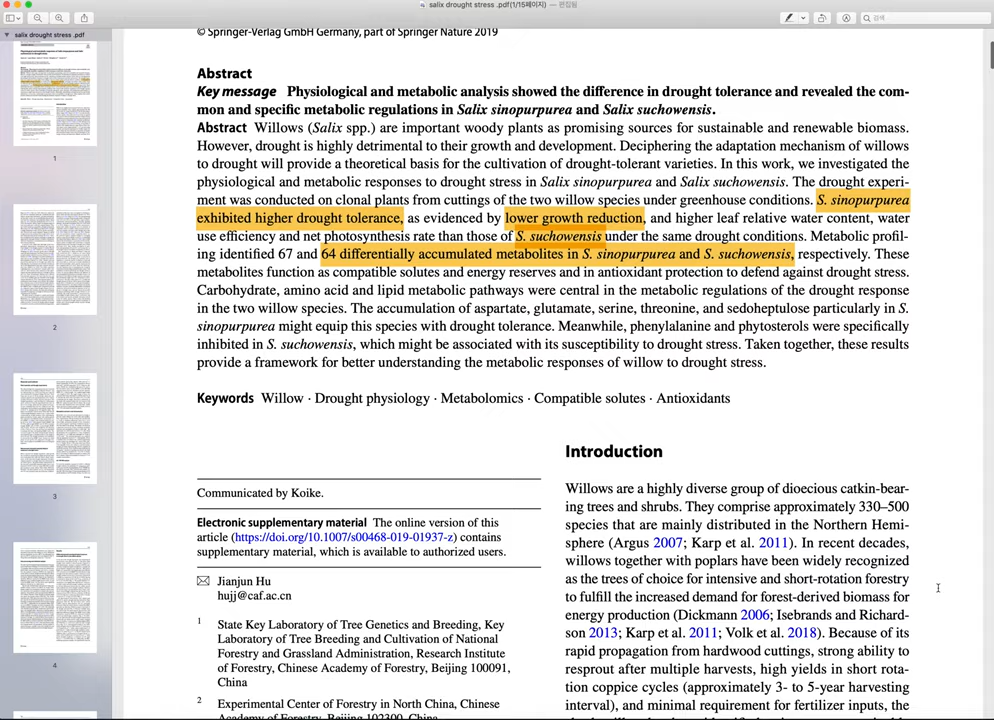 salix drought stress .pdf(1/15페이지) — 편집됨
검색
salix drought stress .pdf
1
2
3
4
© Springer-Verlag GmbH Germany, part of Springer Nature 2019
Abstract
Key message Physiological and metabolic analysis showed the difference in drought tolerance and revealed the com-
mon and specific metabolic regulations in Salix sinopurpurea and Salix suchowensis.
Abstract Willows (Salix spp.) are important woody plants as promising sources for sustainable and renewable biomass.
However, drought is highly detrimental to their growth and development. Deciphering the adaptation mechanism of willows
to drought will provide a theoretical basis for the cultivation of drought-tolerant varieties. In this work, we investigated the
physiological and metabolic responses to drought stress in Salix sinopurpurea and Salix suchowensis. The drought experi-
ment was conducted on clonal plants from cuttings of the two willow species under greenhouse conditions. S. sinopurpurea
exhibited higher drought tolerance, as evidenced by lower growth reduction, and higher leaf relative water content, water
use efficiency and net photosynthesis rate than those of S. suchowensis under the same drought conditions. Metabolic profil-
ing identified 67 and 64 differentially accumulated metabolites in S. sinopurpurea and S. suchowensis, respectively. These
metabolites function as compatible solutes and energy reserves and in antioxidant protection to defend against drought stress.
Carbohydrate, amino acid and lipid metabolic pathways were central in the metabolic regulations of the drought response
in the two willow species. The accumulation of aspartate, glutamate, serine, threonine, and sedoheptulose particularly in S.
sinopurpurea might equip this species with drought tolerance. Meanwhile, phenylalanine and phytosterols were specifically
inhibited in S. suchowensis, which might be associated with its susceptibility to drought stress. Taken together, these results
provide a framework for better understanding the metabolic responses of willow to drought stress.
Keywords Willow · Drought physiology · Metabolomics · Compatible solutes · Antioxidants
Communicated by Koike.
Electronic supplementary material The online version of this
article (https://doi.org/10.1007/s00468-019-01937-z) contains
supplementary material, which is available to authorized users.
Jianjun Hu
hujj@caf.ac.cn
1 State Key Laboratory of Tree Genetics and Breeding, Key
Laboratory of Tree Breeding and Cultivation of National
Forestry and Grassland Administration, Research Institute
of Forestry, Chinese Academy of Forestry, Beijing 100091,
China
2 Experimental Center of Forestry in North China, Chinese
Academy of Forestry, Beijing 102300, China
Introduction
Willows are a highly diverse group of dioecious catkin-bear-
ing trees and shrubs. They comprise approximately 330–500
species that are mainly distributed in the Northern Hemi-
sphere (Argus 2007; Karp et al. 2011). In recent decades,
willows together with poplars have been widely recognized
as the trees of choice for intensive and short-rotation forestry
to fulfill the increased demand for forest-derived biomass for
energy production (Dickmann 2006; Isebrands and Richard-
son 2013; Karp et al. 2011; Volk et al. 2018). Because of its
rapid propagation from hardwood cuttings, strong ability to
resprout after multiple harvests, high yields in short rota-
tion coppice cycles (approximately 3- to 5-year harvesting
interval), and minimal requirement for fertilizer inputs, the